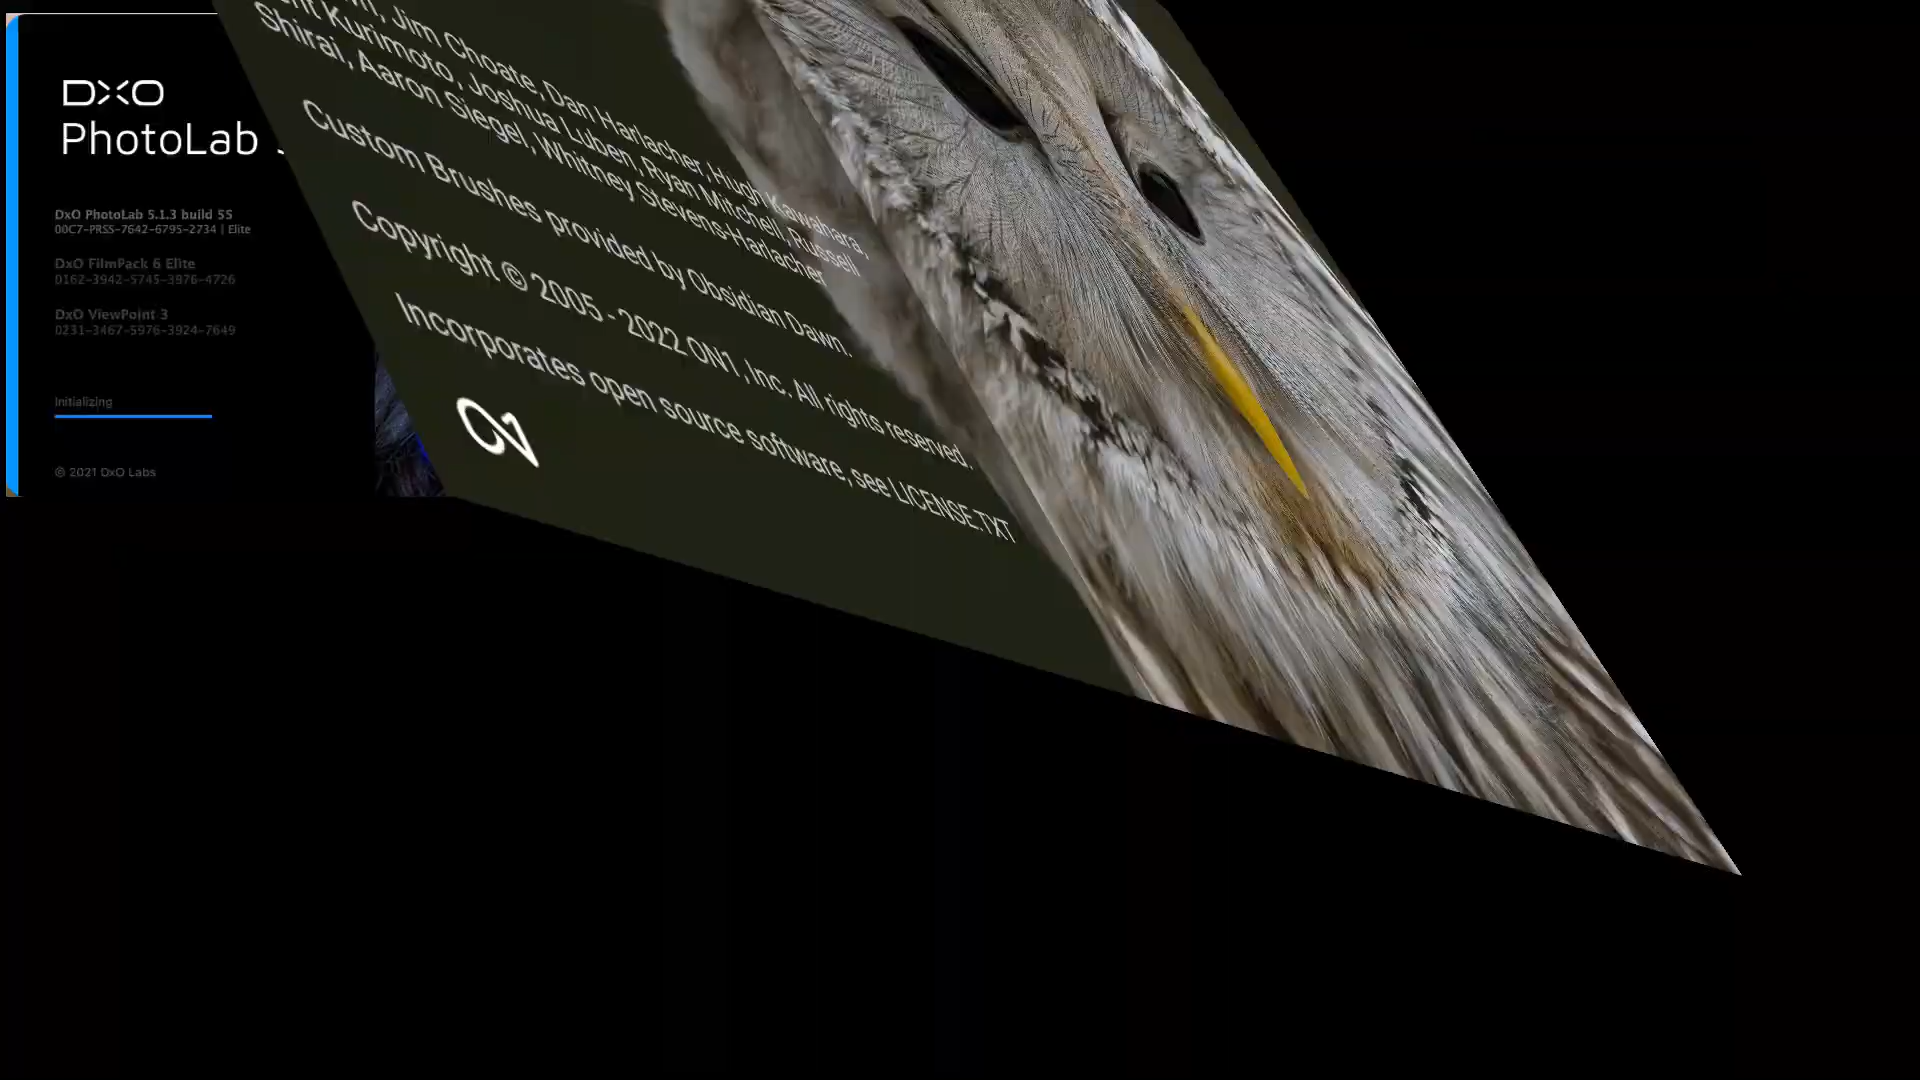 DXO
PhotoLab
DxO PhotoLab 5.1.3 build 55
00C7-PRSS-7642-6795-2734 | Elite
DxO FilmPack 6 Elite
0162-3942-5745-3976-4726
DxO ViewPoint 3
0231-3467-5976-3924-7649
Initializing
© 2021 DxO Labs
Jim Choate, Dan Harlacher, Hugh Kawahara,
Kurimoto, Joshua Luben, Ryan Mitchell, Russell
Shirai, Aaron Siegel, Whitney Stevens-Harlacher
Custom Brushes provided by Obsidian Dawn.
Copyright © 2005 - 2022 ON1, Inc. All rights reserved.
Incorporates open source software, see LICENSE.TXT